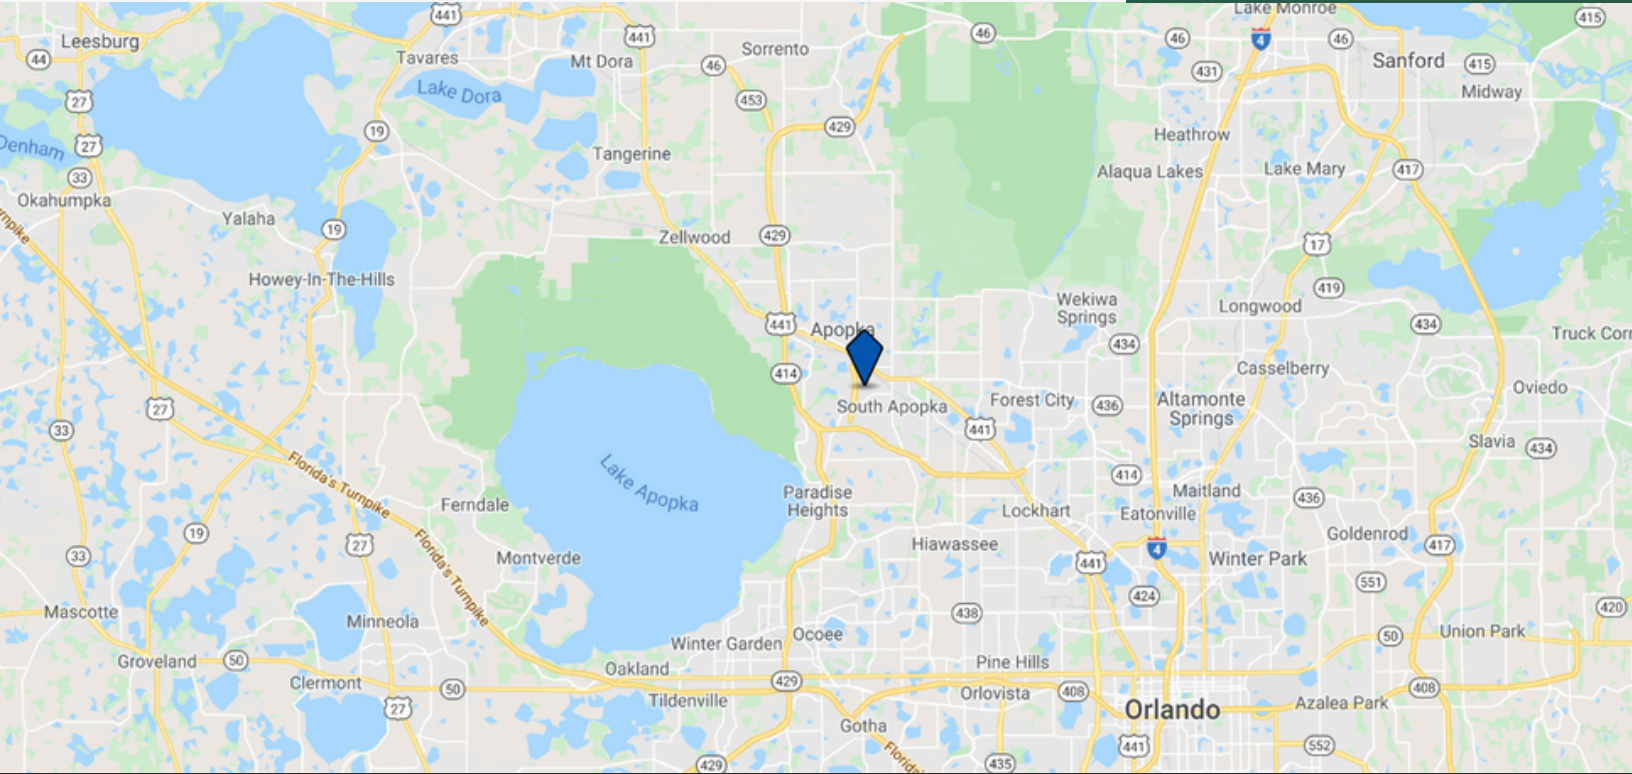 441
Lake Monroe
415
44
Leesburg
Tavares
441
Mt Dora
46
Sorrento
46
46
4
46
Sanford
415
431
Midway
27
Lake Dora
453
19
429
Heathrow
27
Denham
Tangerine
Alaqua Lakes
Lake Mary
417
33
Okahumpka
Yalaha
19
Zellwood
429
17
rnpike
Howey-In-The-Hills
419
Wekiwa
Springs
Longwood
441
Apopka
434
434
Truck Corn
414
Casselberry
Oviedo
27
South Apopka
Forest City
436
Altamonte
Springs
33
441
Slavia
434
Florida's Turnpike
Lake Apopka
414
Ferndale
Paradise
Heights
Maitland
436
Lockhart
Eatonville
19
27
Florida's Turnpike
Hiawassee
Goldenrod
417
33
Montverde
441
4
Winter Park
551
424
Mascotte
438
420
Minneola
Ocoee
50
Union Park
Winter Garden
Groveland
50
Oakland
Pine Hills
Clermont
50
429
Orlovista
408
408
27
Tildenville
Orlando
Azalea Park
Gotha
441
552
429
Florida'
435